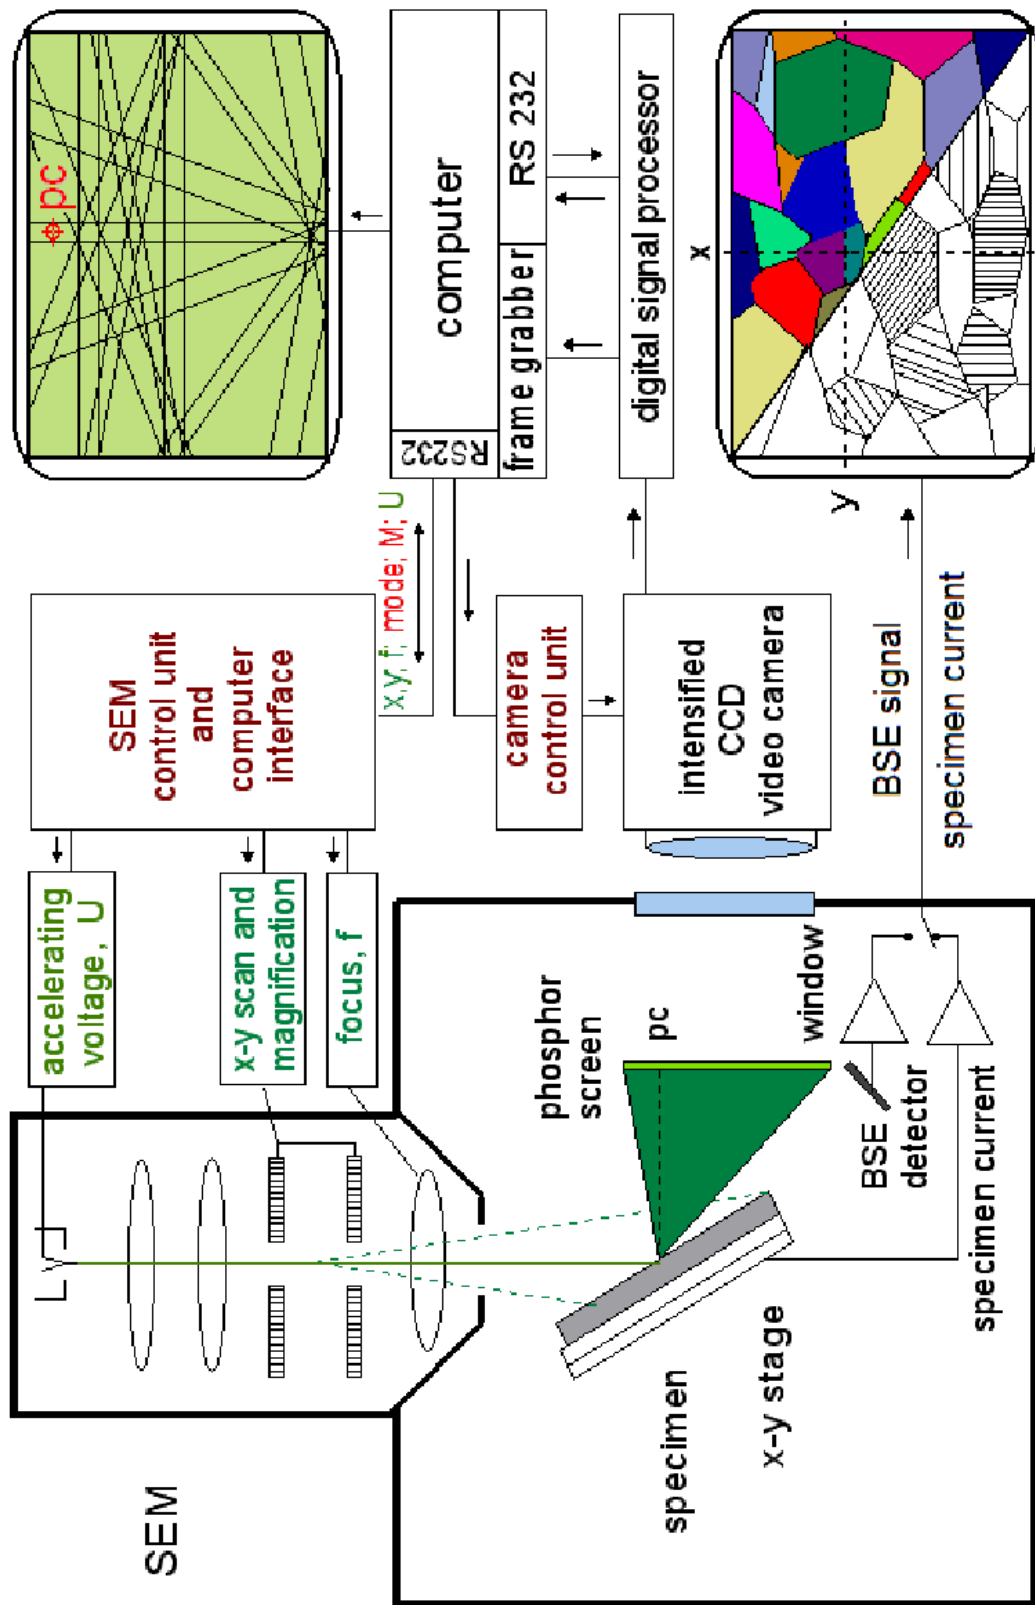 SEM
accelerating
voltage, U
x-y scan and
magnification
focus, f
SEM
control unit
and
computer
interface
x,y, f; mode; M; U
pc
computer
RS232
frame grabber
RS 232
camera
control unit
digital signal processor
intensified
CCD
video camera
phosphor
screen
pc
window
specimen
x-y stage
BSE
detector
specimen current
BSE signal
specimen current
x
y